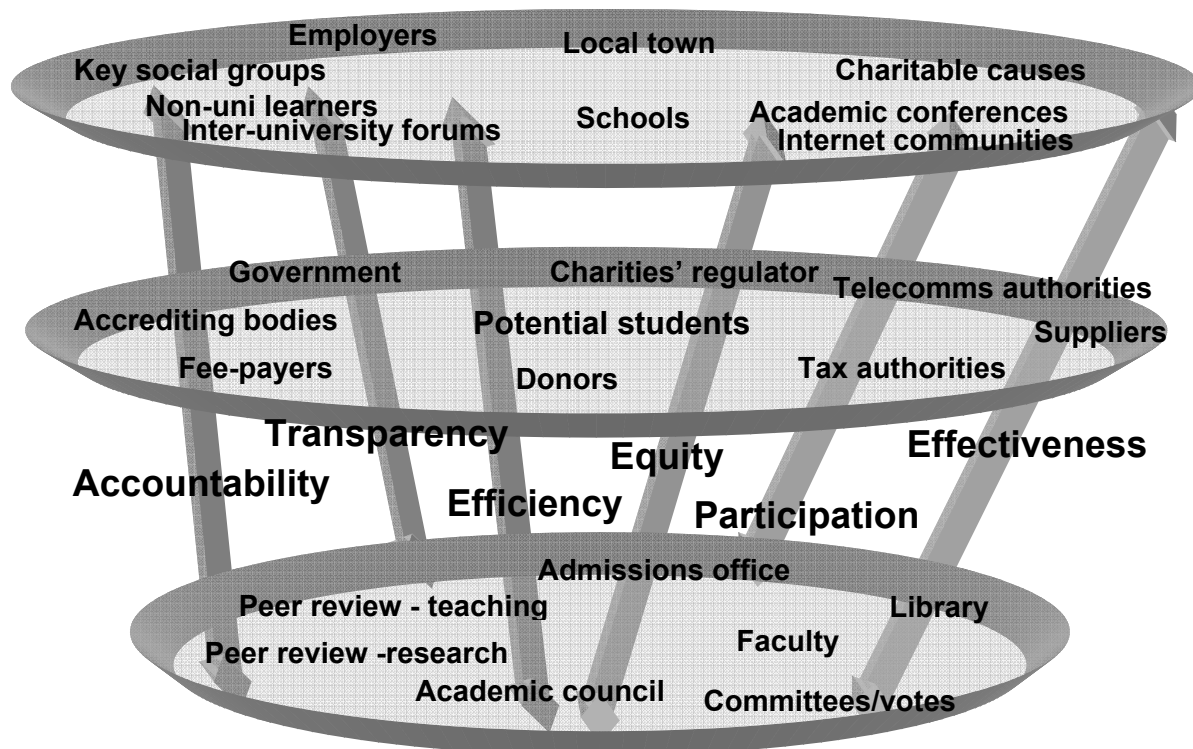 Employers
Local town
Key social groups
Charitable causes
Non-uni learners
Academic conferences
Schools
Inter-university forums
Internet communities
Government
Charities’ regulator
Telecomms authorities
Accrediting bodies
Potential students
Suppliers
Fee-payers
Donors
Tax authorities
Transparency
Equity
Effectiveness
Accountability
Efficiency
Participation
Admissions office
Peer review - teaching
Library
Faculty
Peer review -research
Academic council
Committees/votes